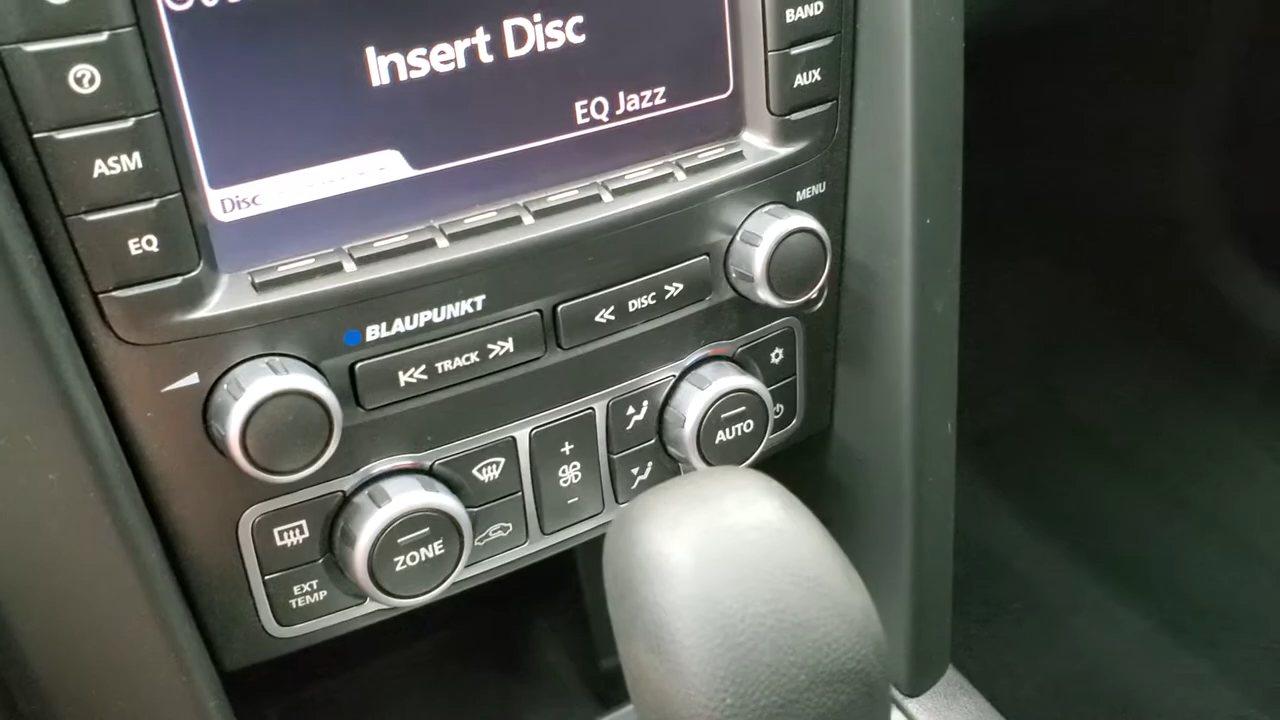 Insert Disc
EQ Jazz
Disc
BAND
AUX
ASM
EQ
MENU
BLAUPUNKT
TRACK
DISC
AUTO
ZONE
EXT
TEMP